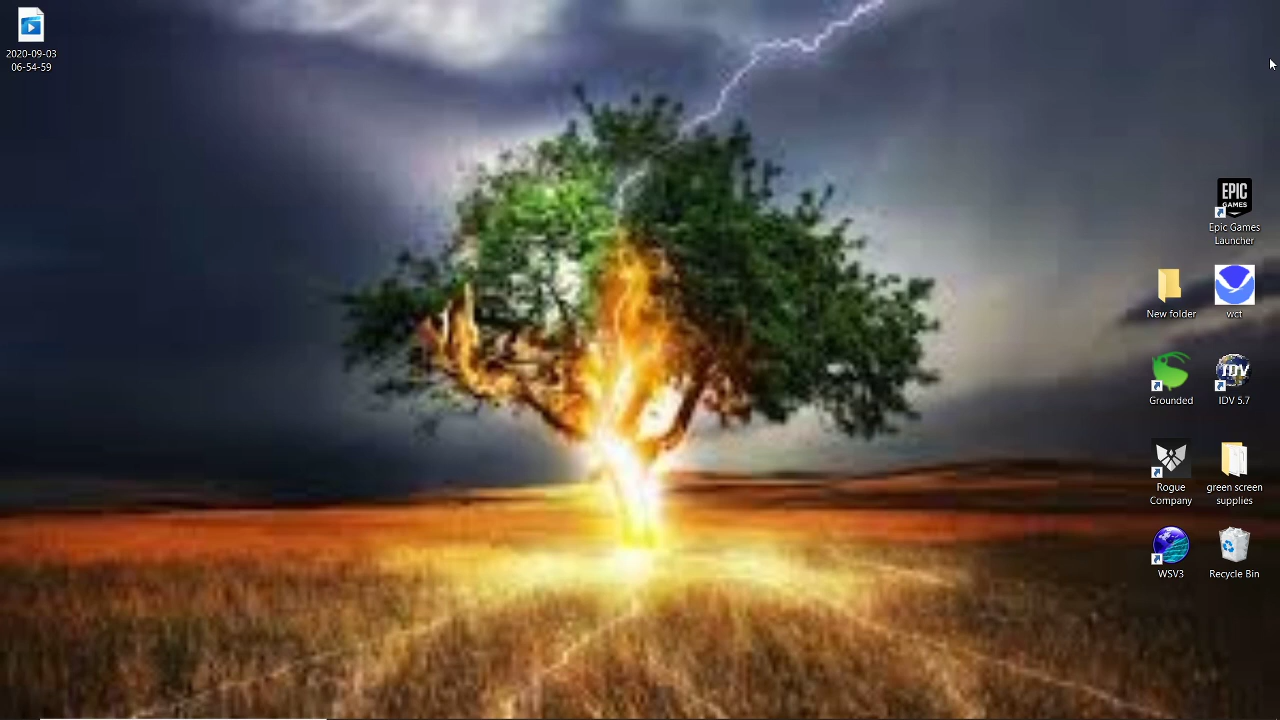 2020-09-03
06-54-59
EPIC
GAMES
Epic Games
Launcher
New folder
wct
IDV
Grounded
IDV 5.7
Rogue
Company
green screen
supplies
WSV3
Recycle Bin